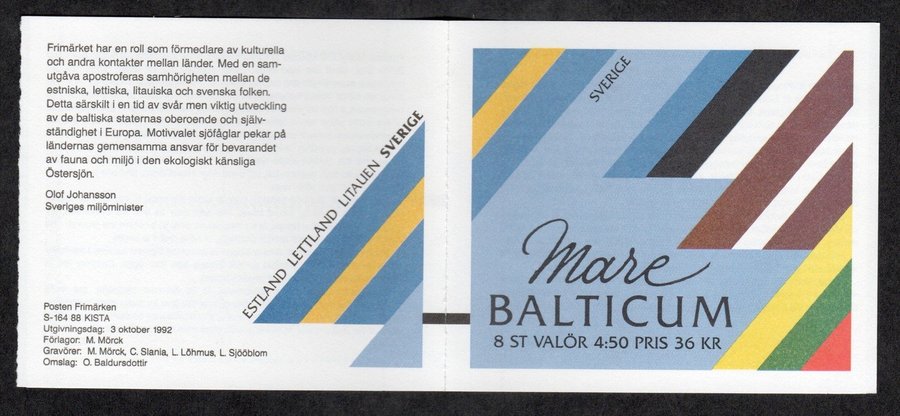 Frimärket har en roll som förmedlare av kulturella
och andra kontakter mellan länder. Med en sam-
utgåva apostroferas samhörigheten mellan de
estniska, lettiska, litauiska och svenska folken.
Detta särskilt i en tid av svår men viktig utveckling
av de baltiska staternas oberoende och själv-
ständighet i Europa. Motivvalet sjöfåglar pekar på
ländernas gemensamma ansvar för bevarandet
av fauna och miljö i den ekologiskt känsliga
Östersjön.
Olof Johansson
Sveriges miljöminister
ESTLAND LETTLAND LITAUEN SVERIGE
Posten Frimärken
S-164 88 KISTA
Utgivningsdag: 3 oktober 1992
Förlagor: M. Mörck
Gravörer: M. Mörck, C. Slania, L. Lõhmus, L. Sjööblom
Omslag: O. Baldursdottir
SVERIGE
Mare
BALTICUM
8 ST VALÖR 4:50 PRIS 36 KR